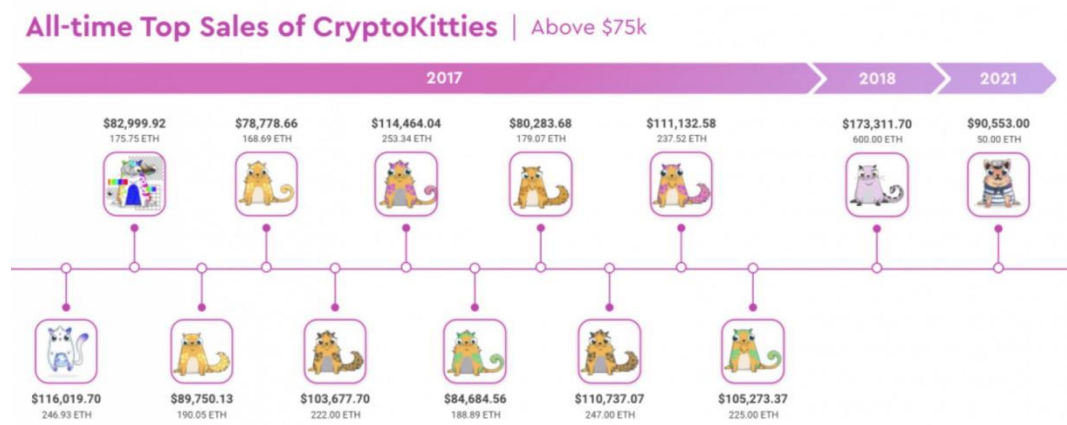 All-time Top Sales of CryptoKitties | Above $75k
2017
2018
2021
$82,999.92
175.75 ETH
$78,778.66
168.69 ETH
$114,464.04
253.34 ETH
$80,283.68
179.07 ETH
$111,132.58
237.52 ETH
$173,311.70
600.00 ETH
$90,553.00
50.00 ETH
$116,019.70
246.93 ETH
$89,750.13
190.05 ETH
$103,677.70
222.00 ETH
$84,684.56
188.89 ETH
$110,737.07
247.00 ETH
$105,273.37
225.00 ETH